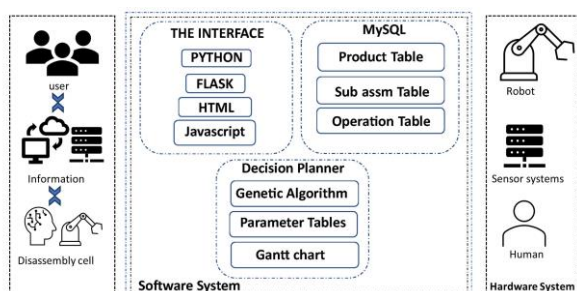 user
Information
Disassembly cell
THE INTERFACE
PYTHON
FLASK
HTML
Javascript
MySQL
Product Table
Sub assm Table
Operation Table
Decision Planner
Genetic Algorithm
Parameter Tables
Gantt chart
Software System
Robot
Sensor systems
Human
Hardware System